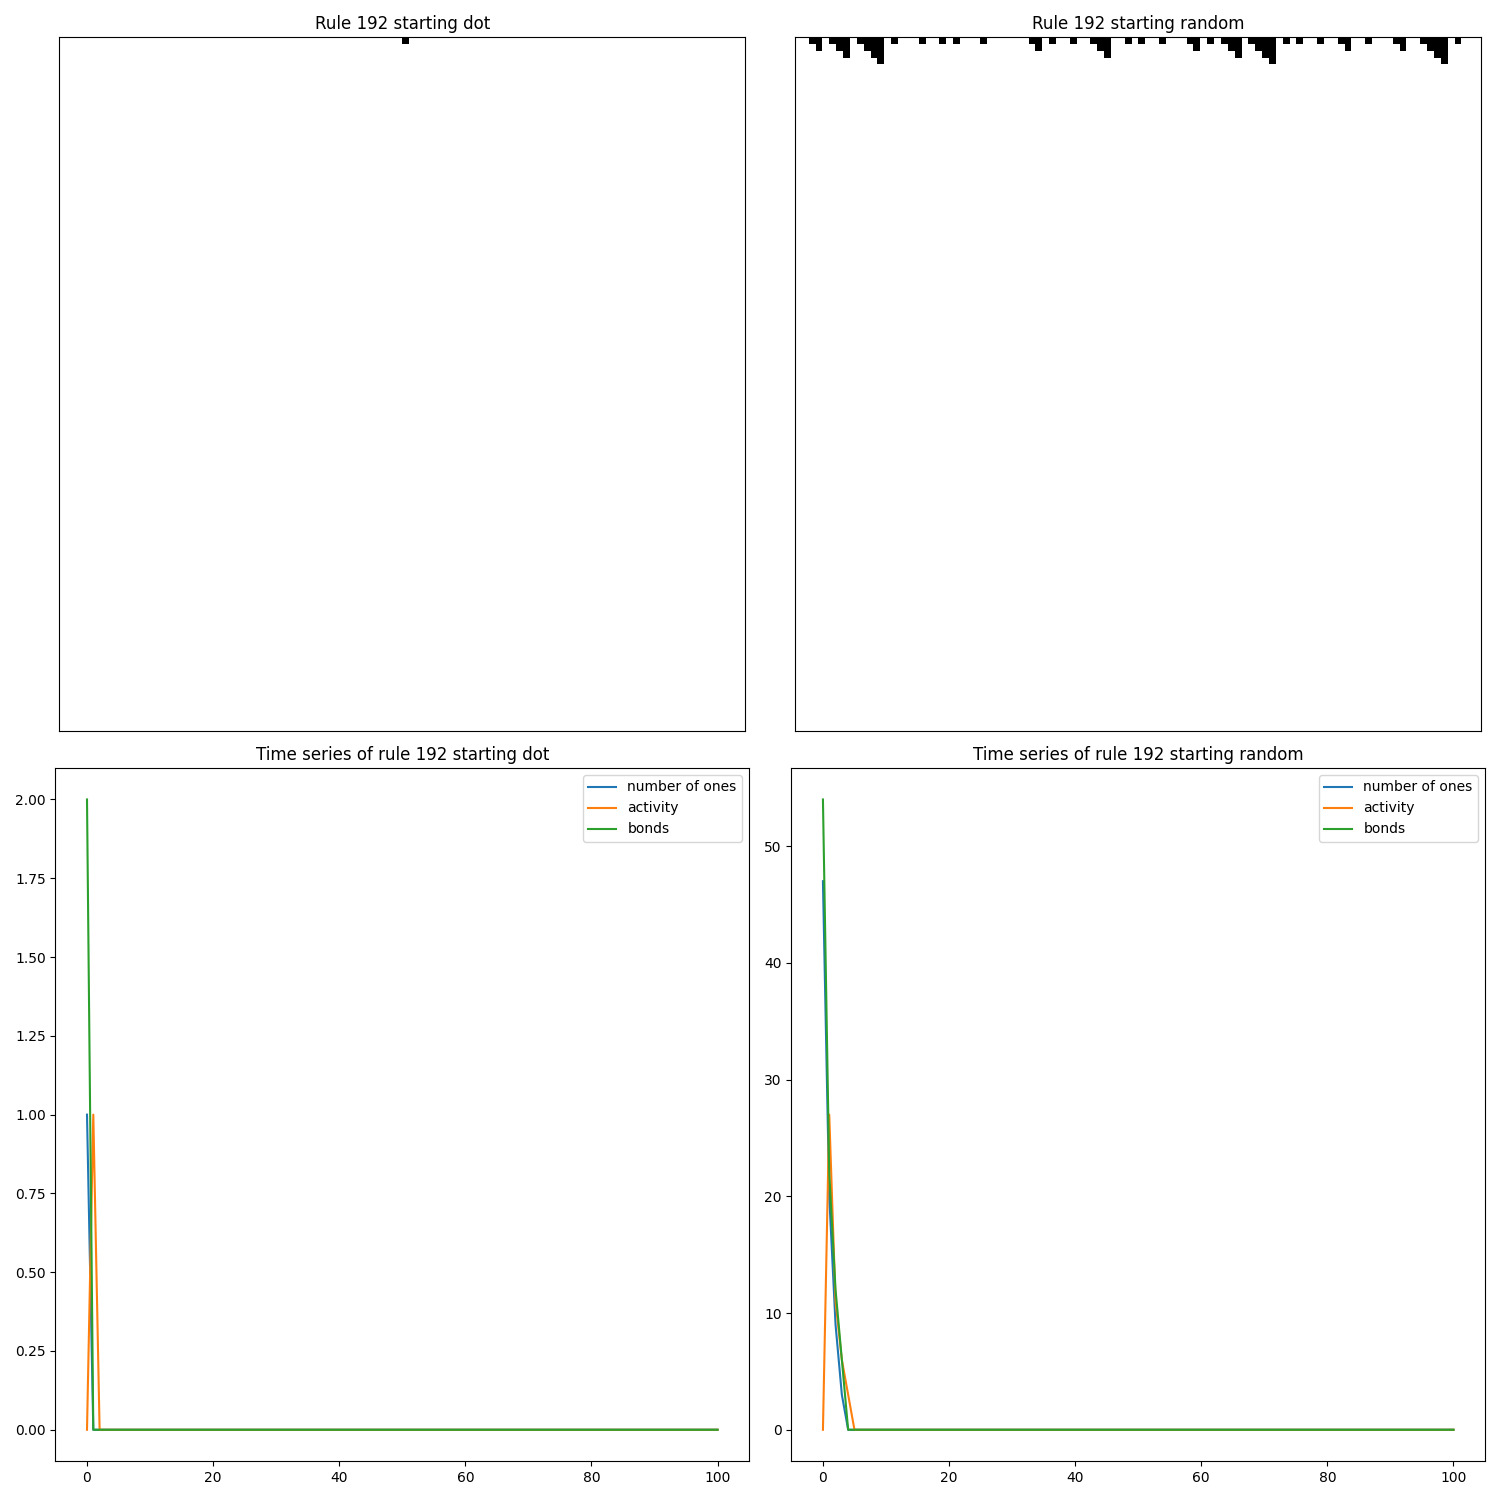 Rule 192 starting dot
Rule 192 starting random
Time series of rule 192 starting dot
number of ones
activity
bonds
2.00
1.75
1.50
1.25
1.00
0.75
0.50
0.25
0.00
0
20
40
60
80
100
Time series of rule 192 starting random
number of ones
activity
bonds
50
40
30
20
10
0
0
20
40
60
80
100